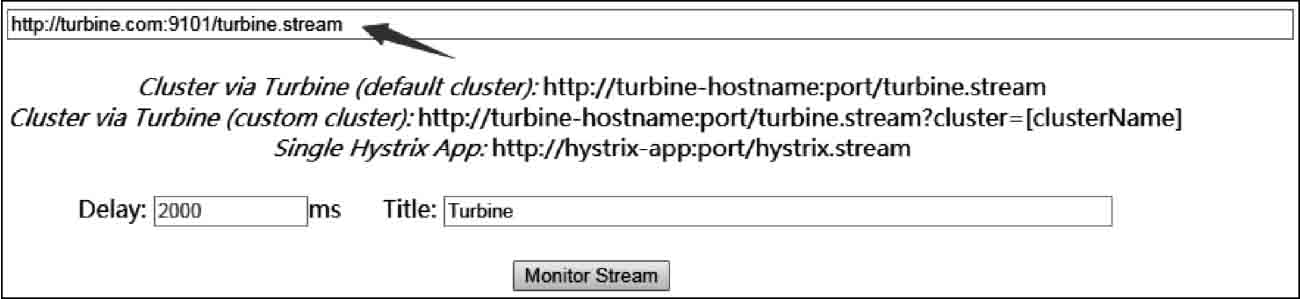 http://turbine.com:9101/turbine.stream
Cluster via Turbine (default cluster): http://turbine-hostname:port/turbine.stream
Cluster via Turbine (custom cluster): http://turbine-hostname:port/turbine.stream?cluster=[clusterName]
Single Hystrix App: http://hystrix-app:port/hystrix.stream
Delay: 2000 ms Title: Turbine
Monitor Stream